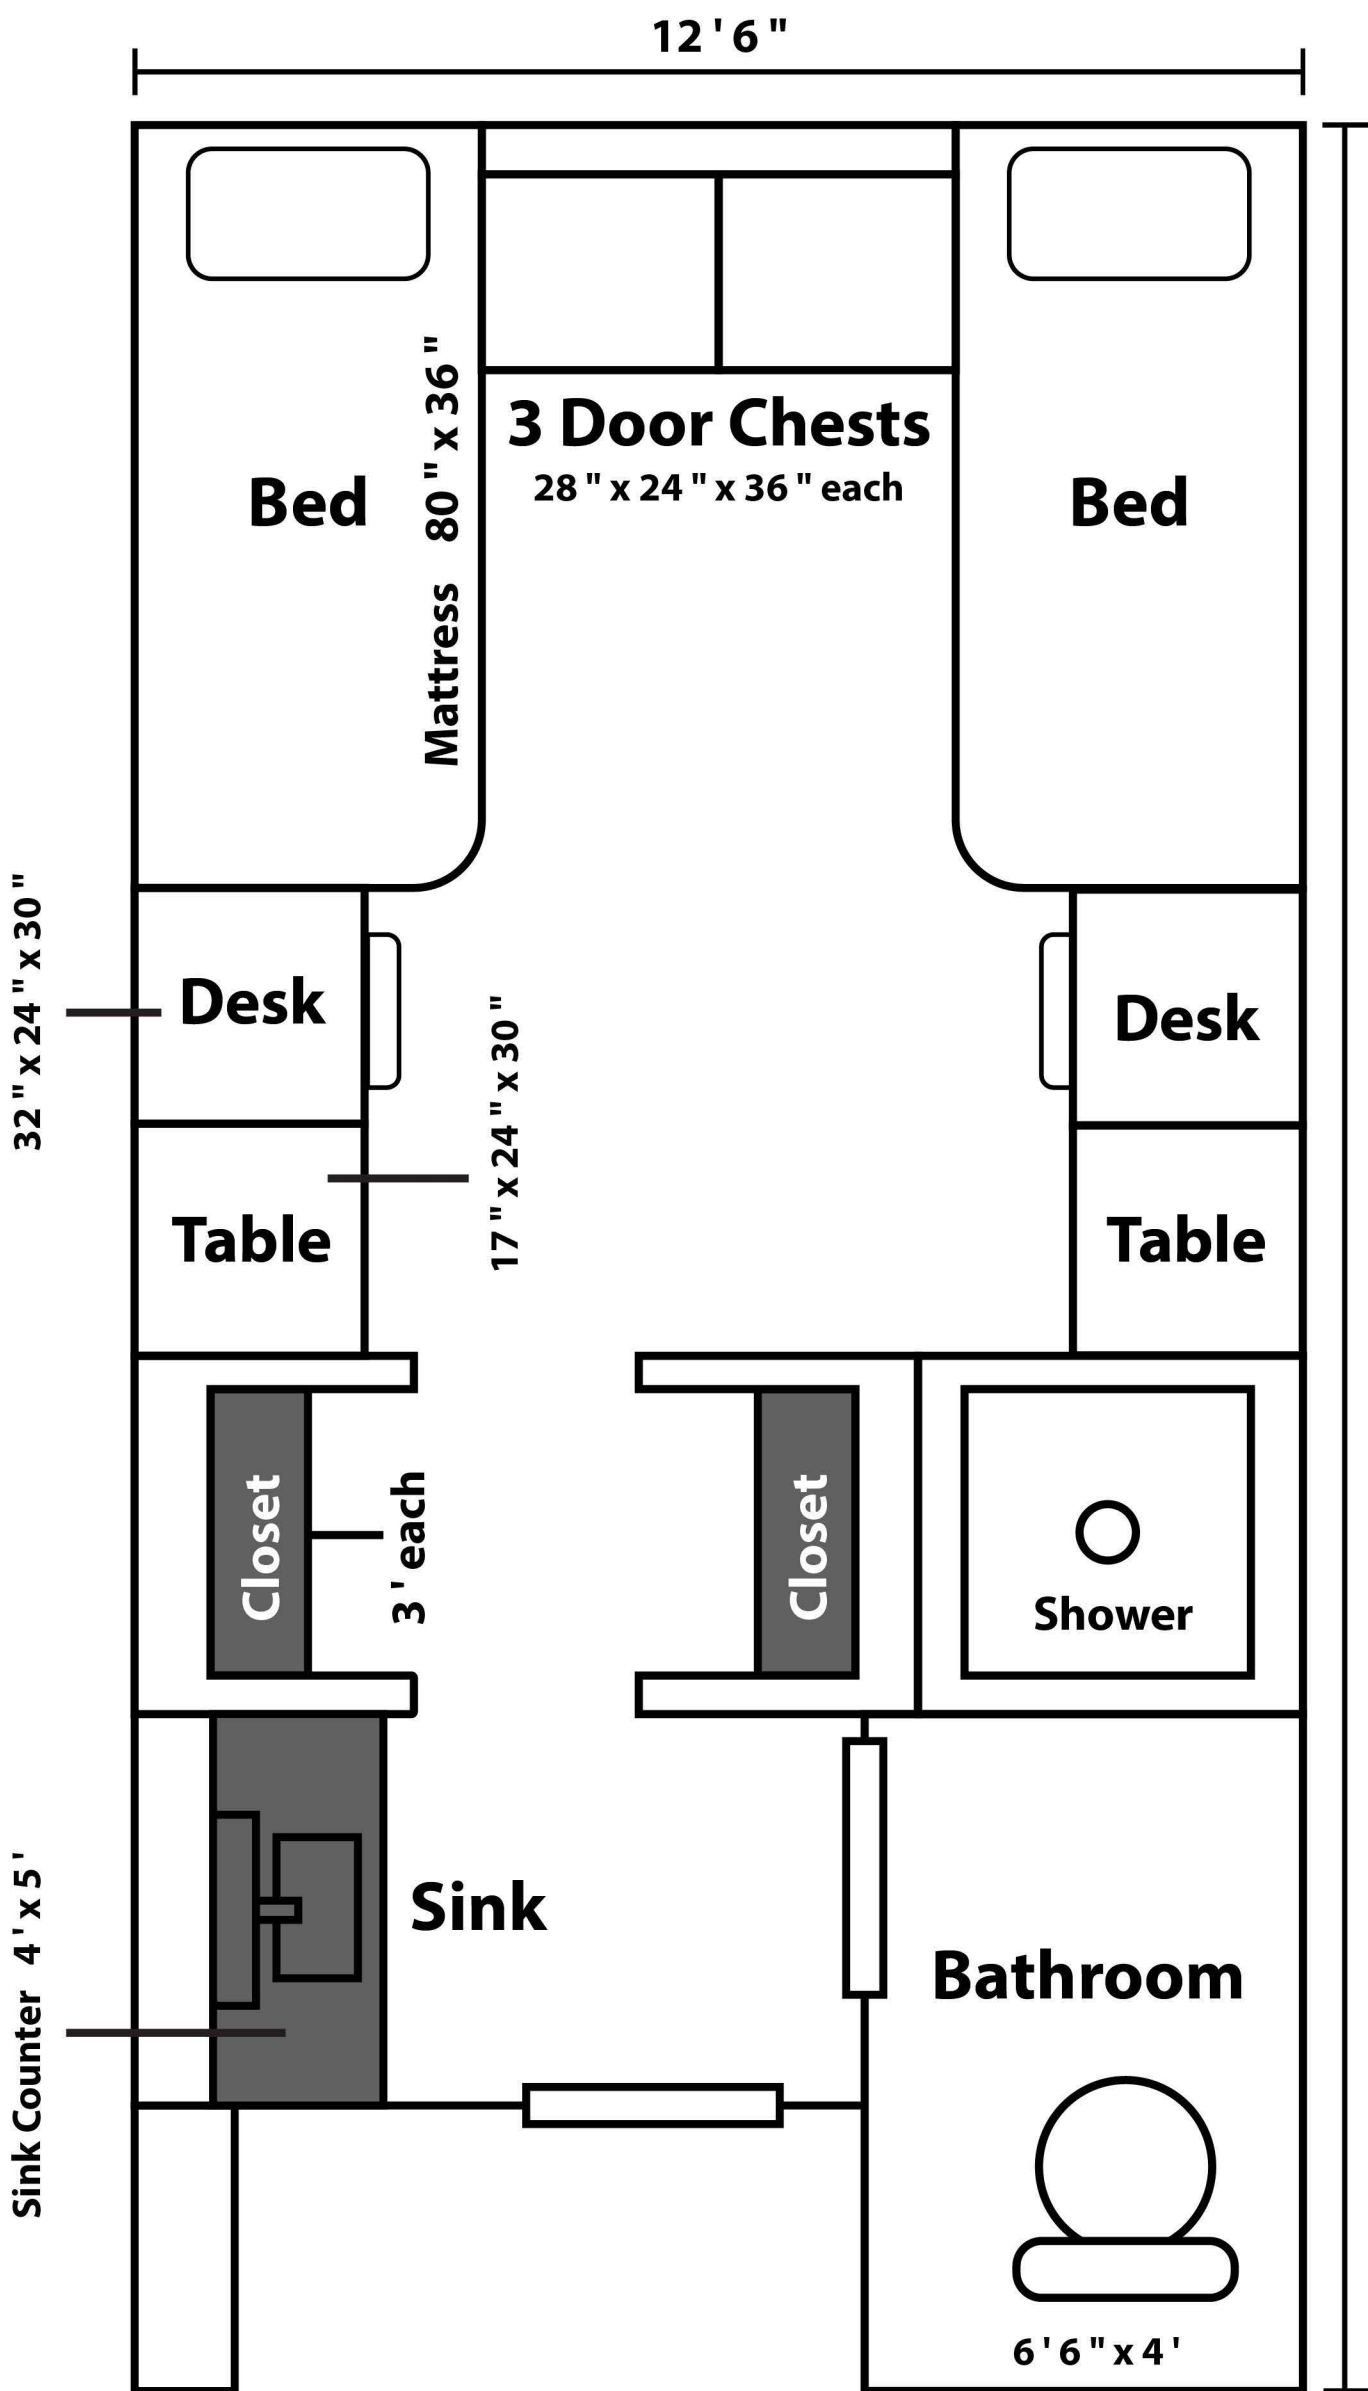 12'6"
3 Door Chests
28" x 24" x 36" each
Bed
Mattress 80" x 36"
Bed
32" x 24" x 30"
Desk
Desk
17" x 24" x 30"
Table
Table
Closet
3' each
Closet
Shower
Sink Counter 4' x 5'
Sink
Bathroom
6'6" x 4'